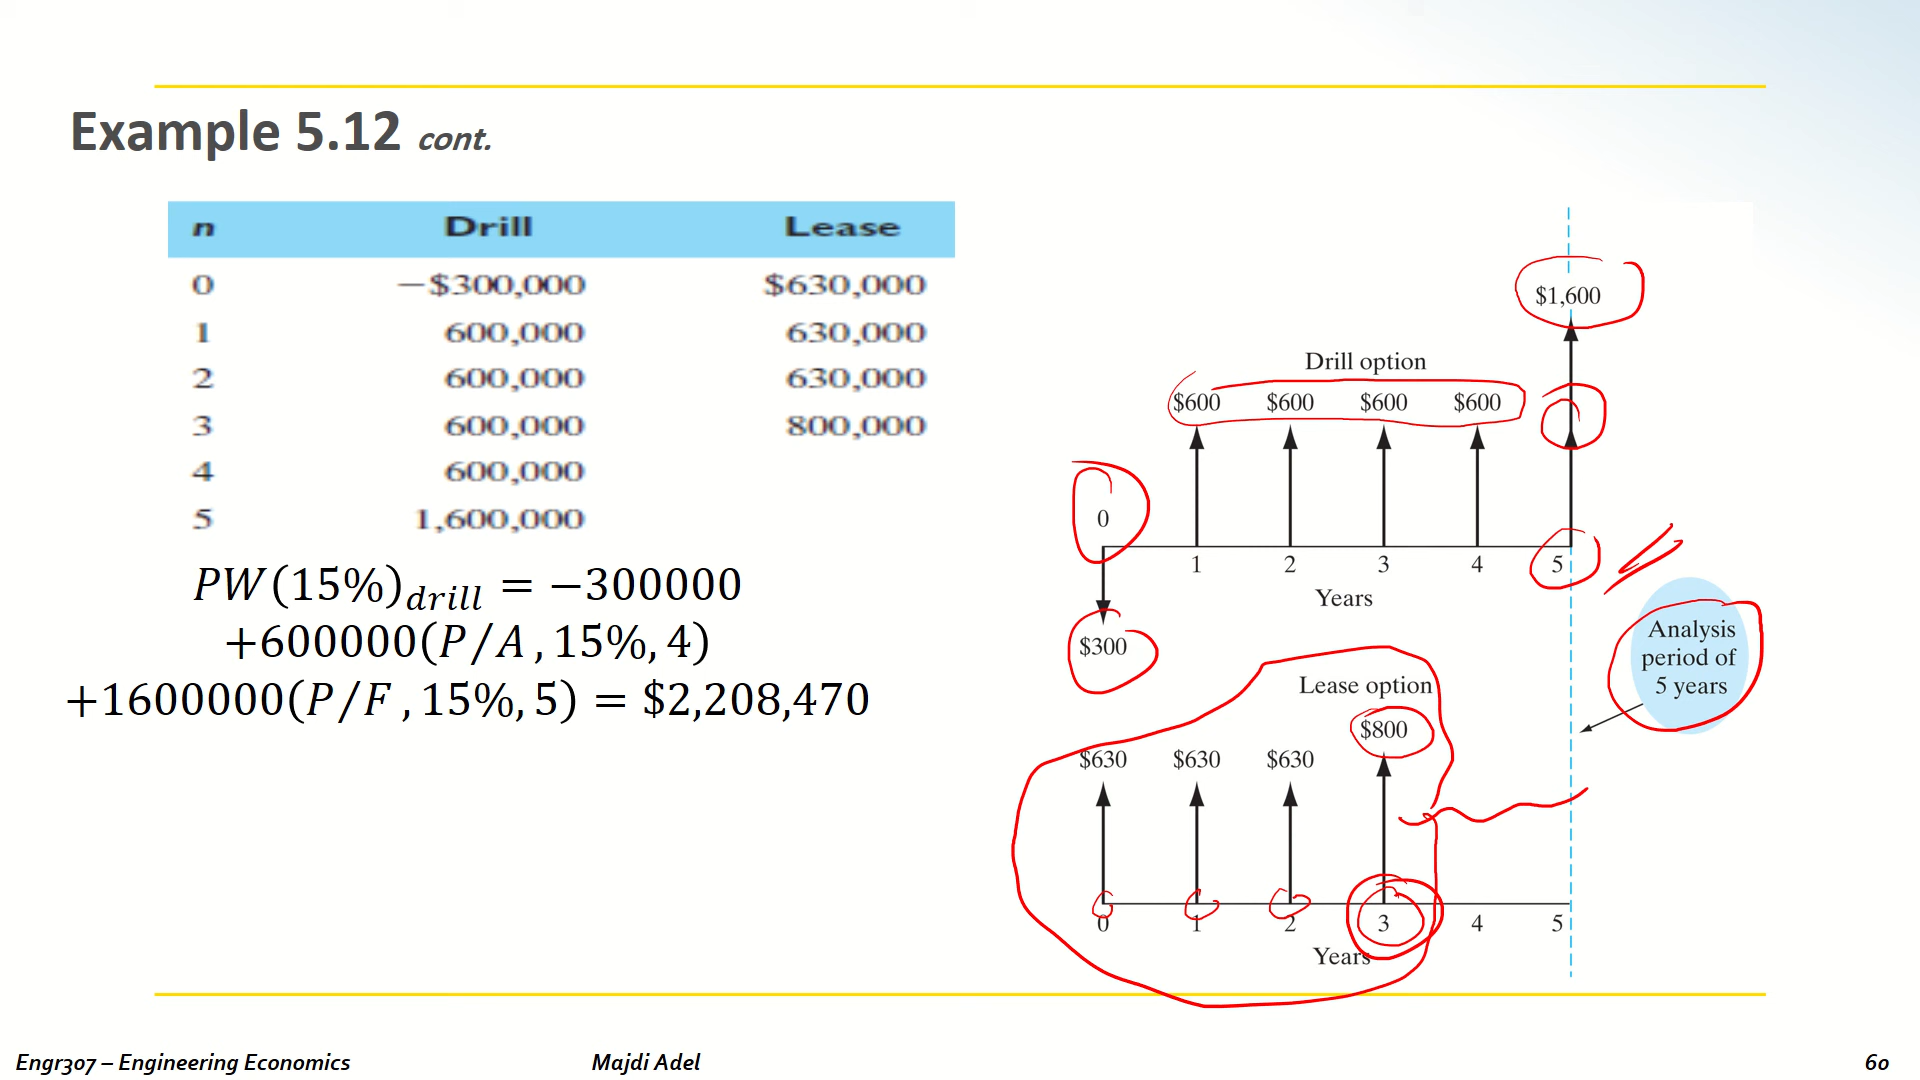 Example 5.12 cont.
n Drill Lease
0 −$300,000 $630,000
1 600,000 630,000
2 600,000 630,000
3 600,000 800,000
4 600,000
5 1,600,000
PW(15%)drill = −300000
+600000(P/A, 15%, 4)
+1600000(P/F, 15%, 5) = $2,208,470
$1,600
Drill option
$600 $600 $600 $600
0
1 2 3 4 5
Years
$300
Analysis
period of
5 years
Lease option
$800
$630 $630 $630
0 1 2 3 4 5
Years
Engr307 – Engineering Economics Majdi Adel 60